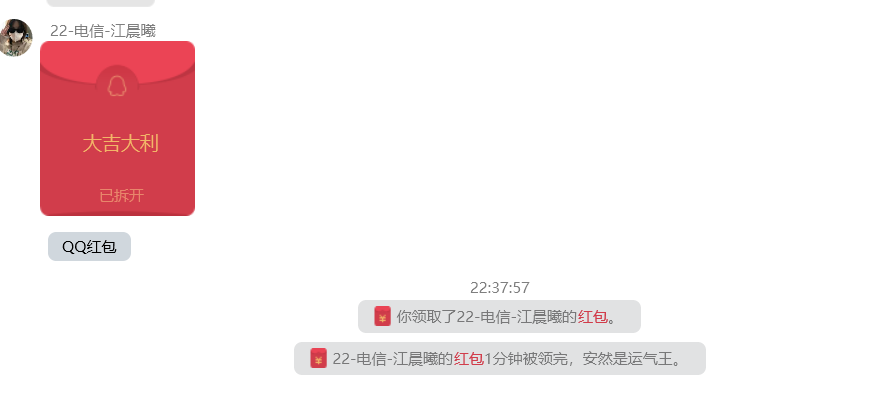 22-电信-江晨曦
大吉大利
已拆开
QQ红包
22:37:57
你领取了22-电信-江晨曦的红包。
22-电信-江晨曦的红包1分钟被领完，安然是运气王。